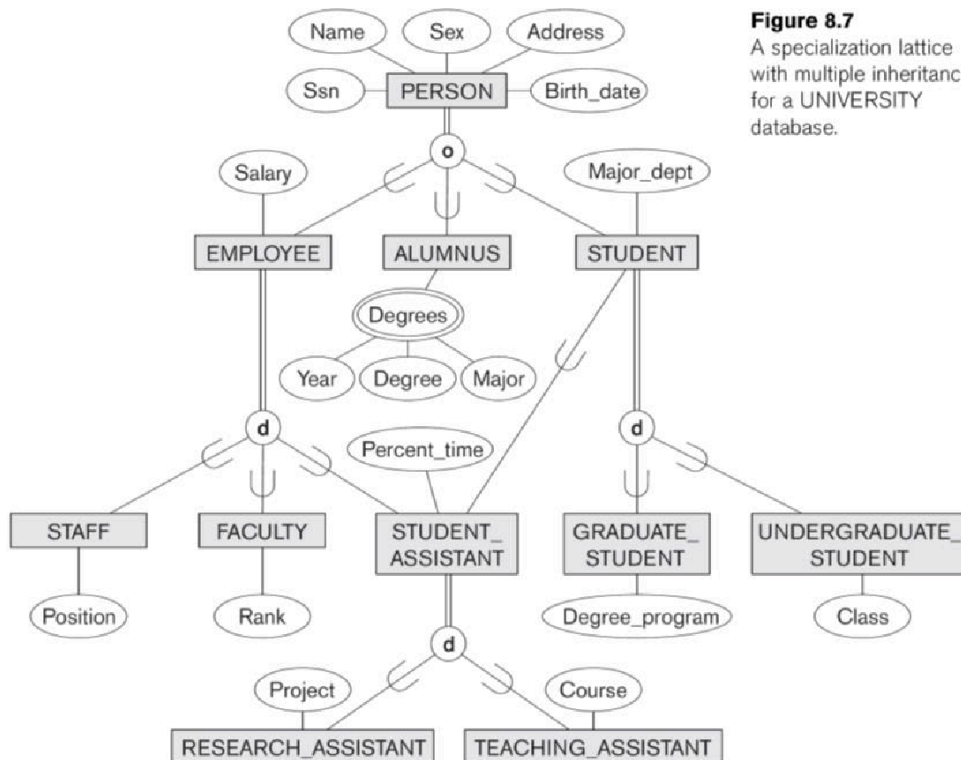 Figure 8.7
A specialization lattice
with multiple inheritanc
for a UNIVERSITY
database.
Name
Sex
Address
Ssn
PERSON
Birth_date
o
Salary
Major_dept
EMPLOYEE
ALUMNUS
STUDENT
Degrees
Year
Degree
Major
d
d
Percent_time
STAFF
FACULTY
STUDENT_
ASSISTANT
GRADUATE_
STUDENT
UNDERGRADUATE_
STUDENT
Position
Rank
Degree_program
Class
d
Project
Course
RESEARCH_ASSISTANT
TEACHING_ASSISTANT